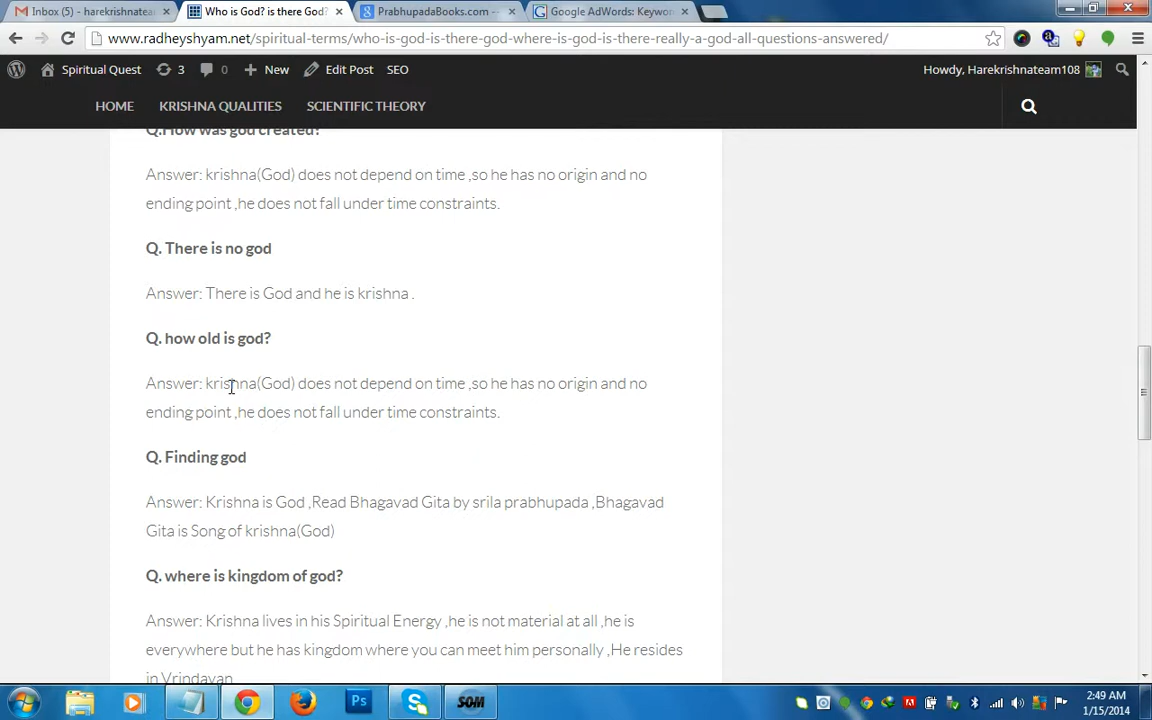 Inbox (5) - harekrishnatea
Who is God? is there God?
PrabhupadaBooks.com -
Google AdWords: Keywor
www.radheyshyam.net/spiritual-terms/who-is-god-is-there-god-where-is-god-is-there-really-a-god-all-questions-answered/
Spiritual Quest 3 0 New Edit Post SEO Howdy, Harekrishnateam108
HOME KRISHNA QUALITIES SCIENTIFIC THEORY
Q.How was god created?
Answer: krishna(God) does not depend on time ,so he has no origin and no
ending point ,he does not fall under time constraints.
Q. There is no god
Answer: There is God and he is krishna .
Q. how old is god?
Answer: krishna(God) does not depend on time ,so he has no origin and no
ending point ,he does not fall under time constraints.
Q. Finding god
Answer: Krishna is God ,Read Bhagavad Gita by srila prabhupada ,Bhagavad
Gita is Song of krishna(God)
Q. where is kingdom of god?
Answer: Krishna lives in his Spiritual Energy ,he is not material at all ,he is
everywhere but he has kingdom where you can meet him personally ,He resides
in Vrindavan
Ps
SOM
2:49 AM
1/15/2014